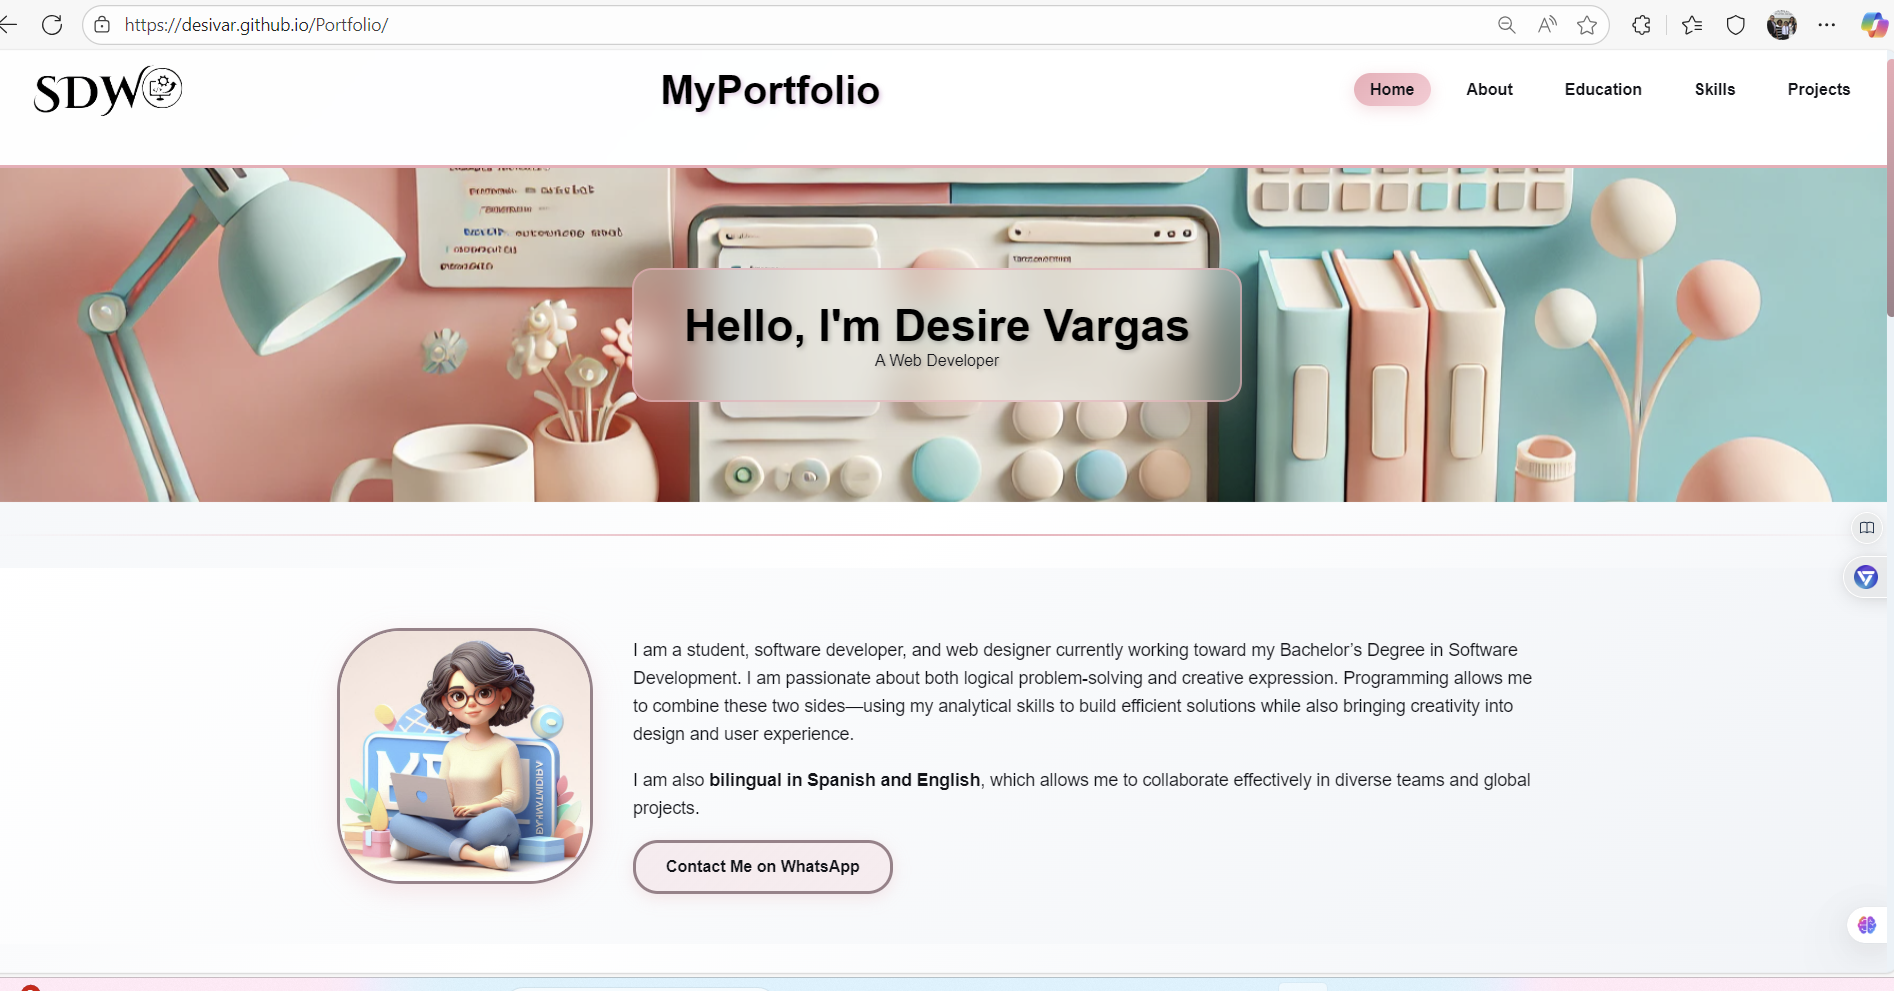 https://desivar.github.io/Portfolio/
SDW
MyPortfolio
Home About Education Skills Projects
Hello, I'm Desire Vargas
A Web Developer
I am a student, software developer, and web designer currently working toward my Bachelor’s Degree in Software
Development. I am passionate about both logical problem-solving and creative expression. Programming allows me
to combine these two sides—using my analytical skills to build efficient solutions while also bringing creativity into
design and user experience.
I am also bilingual in Spanish and English, which allows me to collaborate effectively in diverse teams and global
projects.
Contact Me on WhatsApp